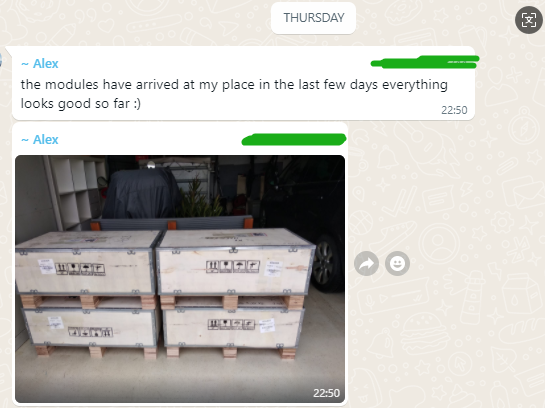 THURSDAY
~ Alex
the modules have arrived at my place in the last few days everything
looks good so far :)
22:50
~ Alex
22:50